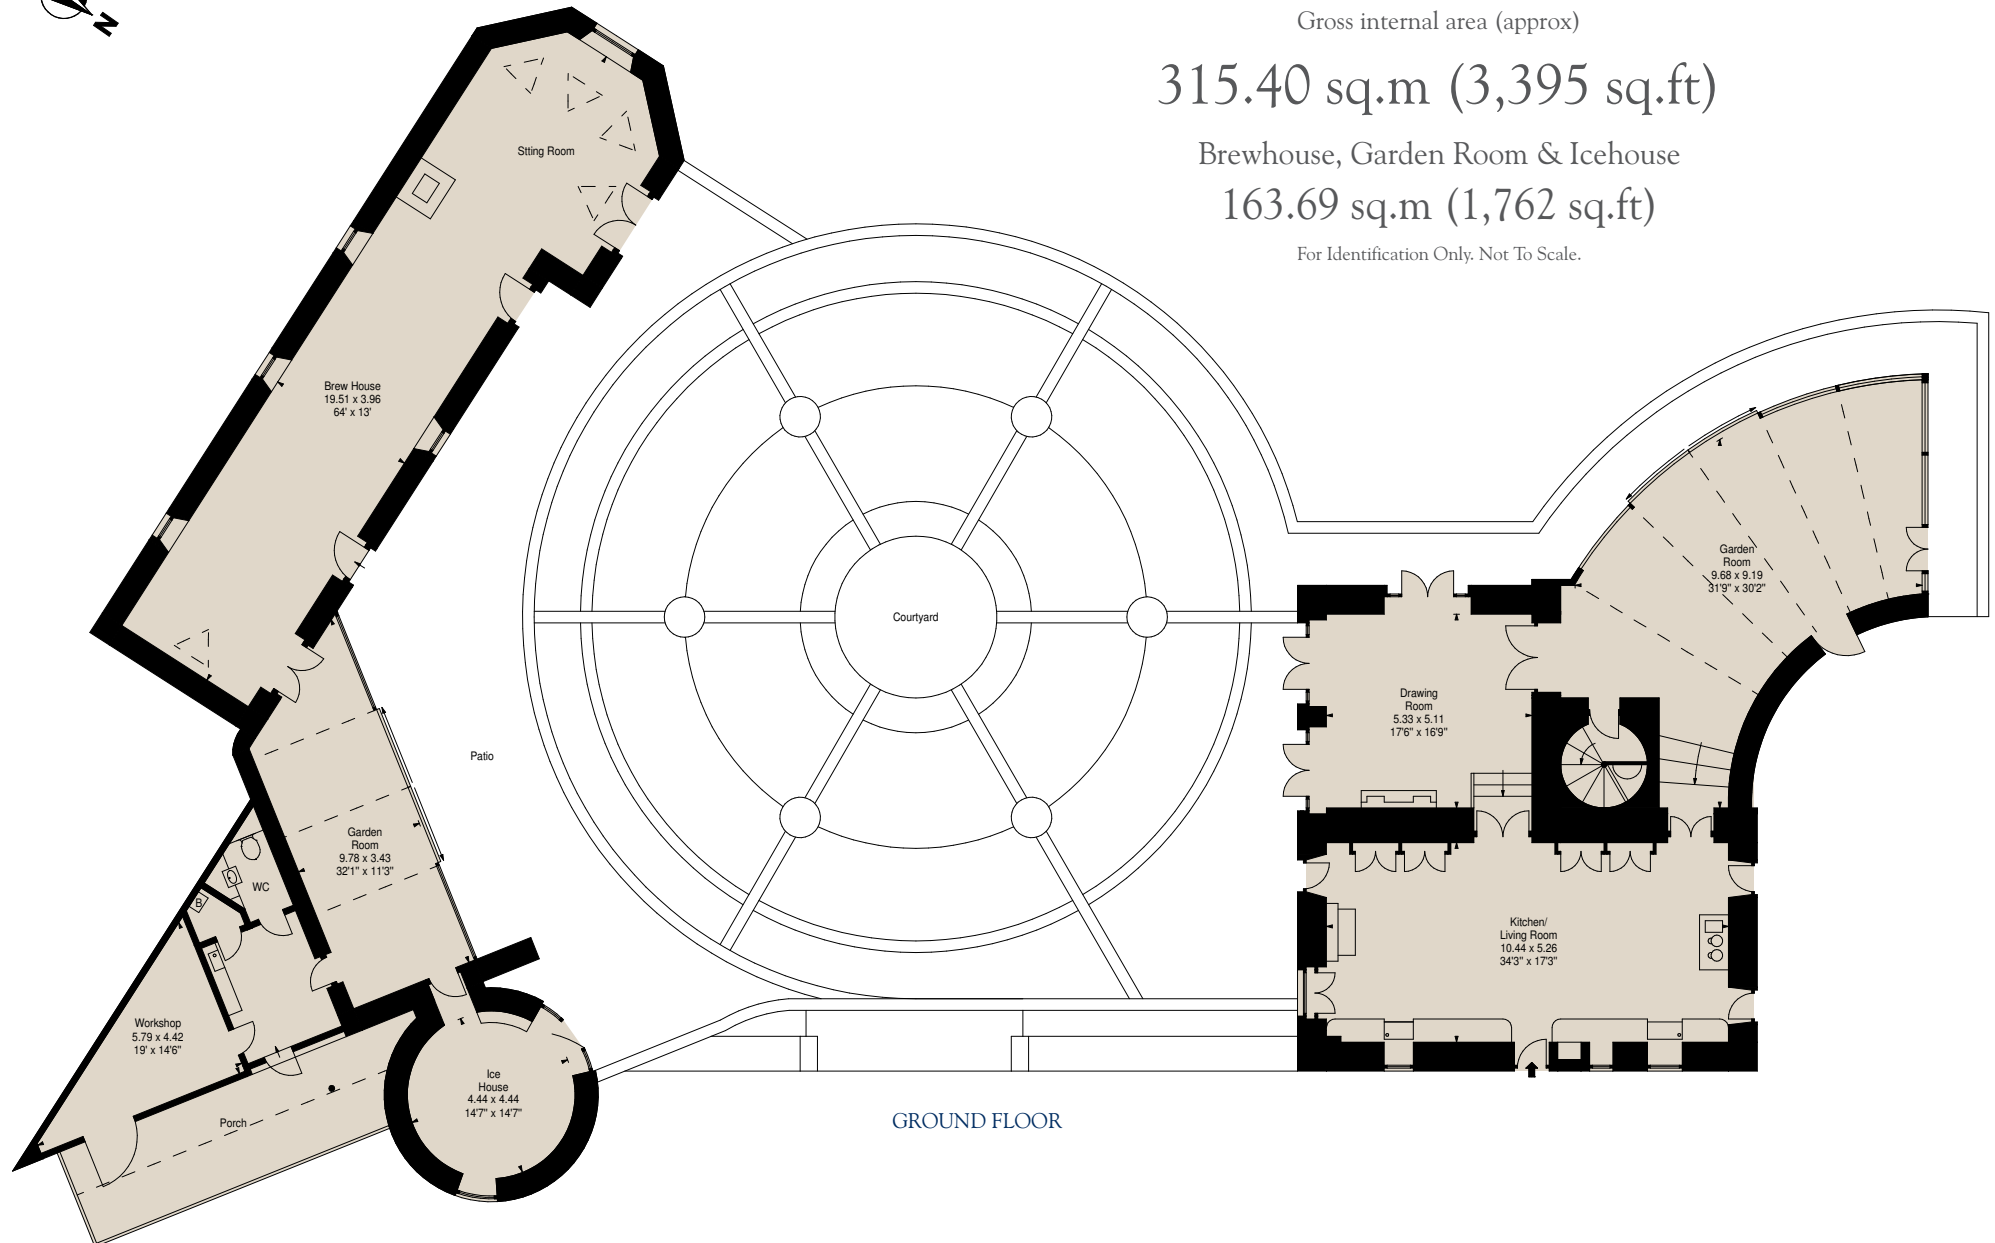 N
Gross internal area (approx)
315.40 sq.m (3,395 sq.ft)
Brewhouse, Garden Room & Icehouse
163.69 sq.m (1,762 sq.ft)
For Identification Only. Not To Scale.
Stting Room
Brew House
19.51 x 3.96
64' x 13'
Courtyard
Patio
Garden
Room
9.68 x 9.19
31'9" x 30'2"
Drawing
Room
5.33 x 5.11
17'6" x 16'9"
Garden
Room
9.78 x 3.43
32'1" x 11'3"
WC
B
Kitchen/
Living Room
10.44 x 5.26
34'3" x 17'3"
Workshop
5.79 x 4.42
19' x 14'6"
Ice
House
4.44 x 4.44
14'7" x 14'7"
Porch
GROUND FLOOR